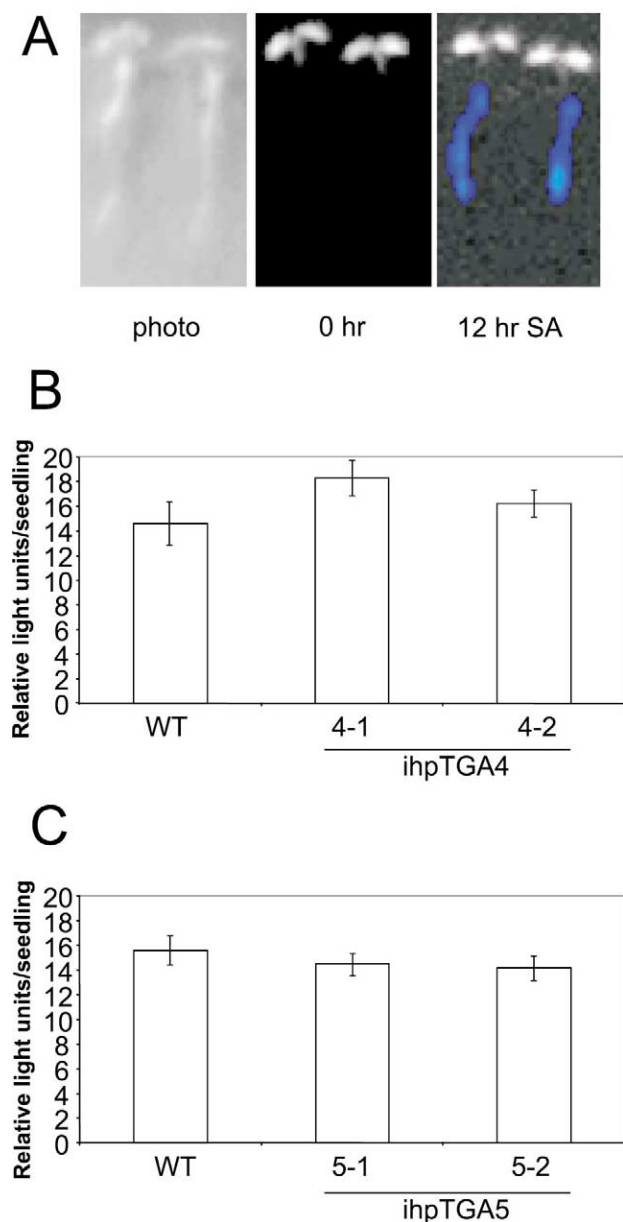 A
photo 0 hr 12 hr SA
B
Relative light units/seedling
20
18
16
14
12
10
8
6
4
2
0
WT 4-1 4-2
ihpTGA4
C
Relative light units/seedling
20
18
16
14
12
10
8
6
4
2
0
WT 5-1 5-2
ihpTGA5